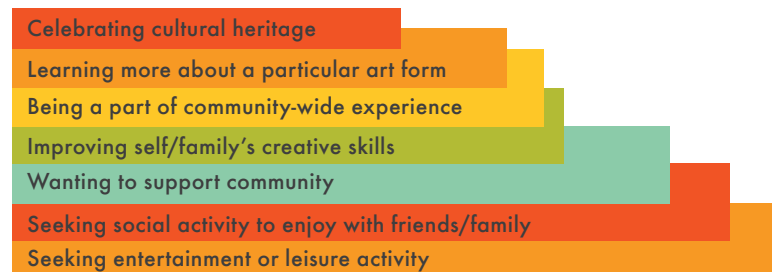 Celebrating cultural heritage
Learning more about a particular art form
Being a part of community-wide experience
Improving self/family’s creative skills
Wanting to support community
Seeking social activity to enjoy with friends/family
Seeking entertainment or leisure activity